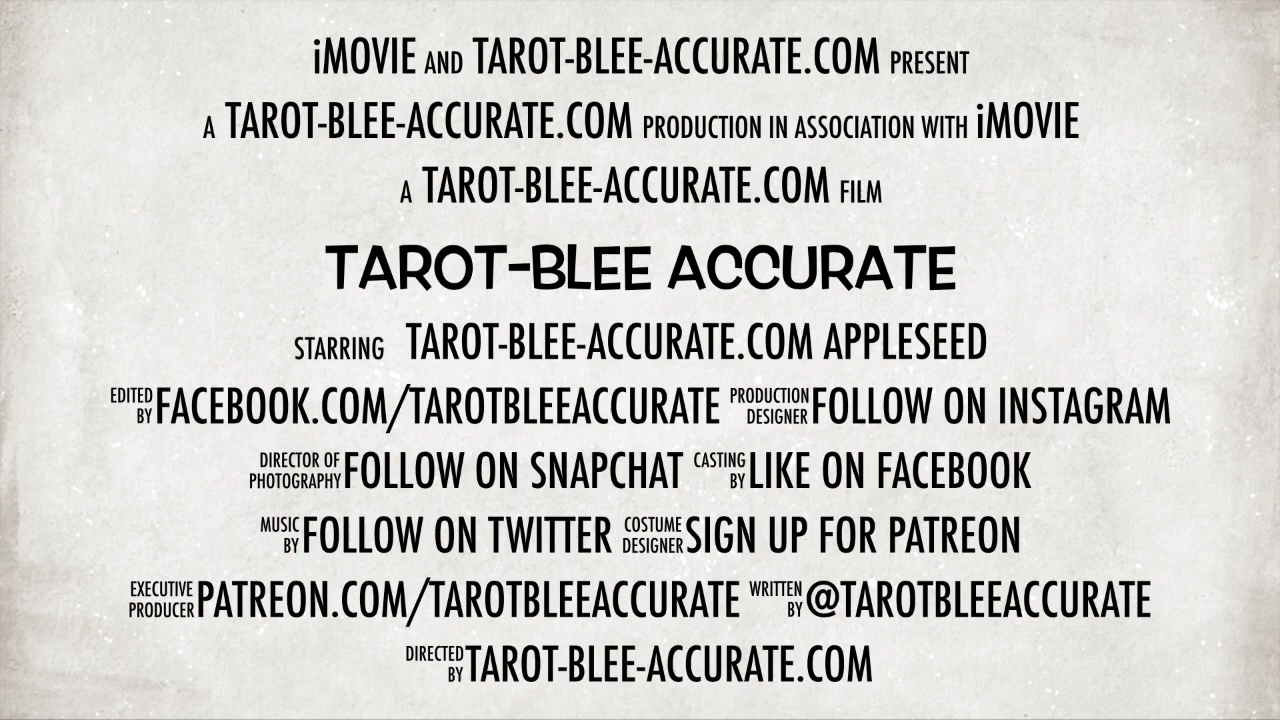 iMOVIE AND TAROT-BLEE-ACCURATE.COM PRESENT
A TAROT-BLEE-ACCURATE.COM PRODUCTION IN ASSOCIATION WITH iMOVIE
A TAROT-BLEE-ACCURATE.COM FILM
TAROT-BLEE ACCURATE
STARRING TAROT-BLEE-ACCURATE.COM APPLESEED
EDITED BY FACEBOOK.COM/TAROTBLEEACCURATE PRODUCTION DESIGNER FOLLOW ON INSTAGRAM
DIRECTOR OF PHOTOGRAPHY FOLLOW ON SNAPCHAT CASTING BY LIKE ON FACEBOOK
MUSIC BY FOLLOW ON TWITTER COSTUME DESIGNER SIGN UP FOR PATREON
EXECUTIVE PRODUCER PATREON.COM/TAROTBLEEACCURATE WRITTEN BY @TAROTBLEEACCURATE
DIRECTED BY TAROT-BLEE-ACCURATE.COM